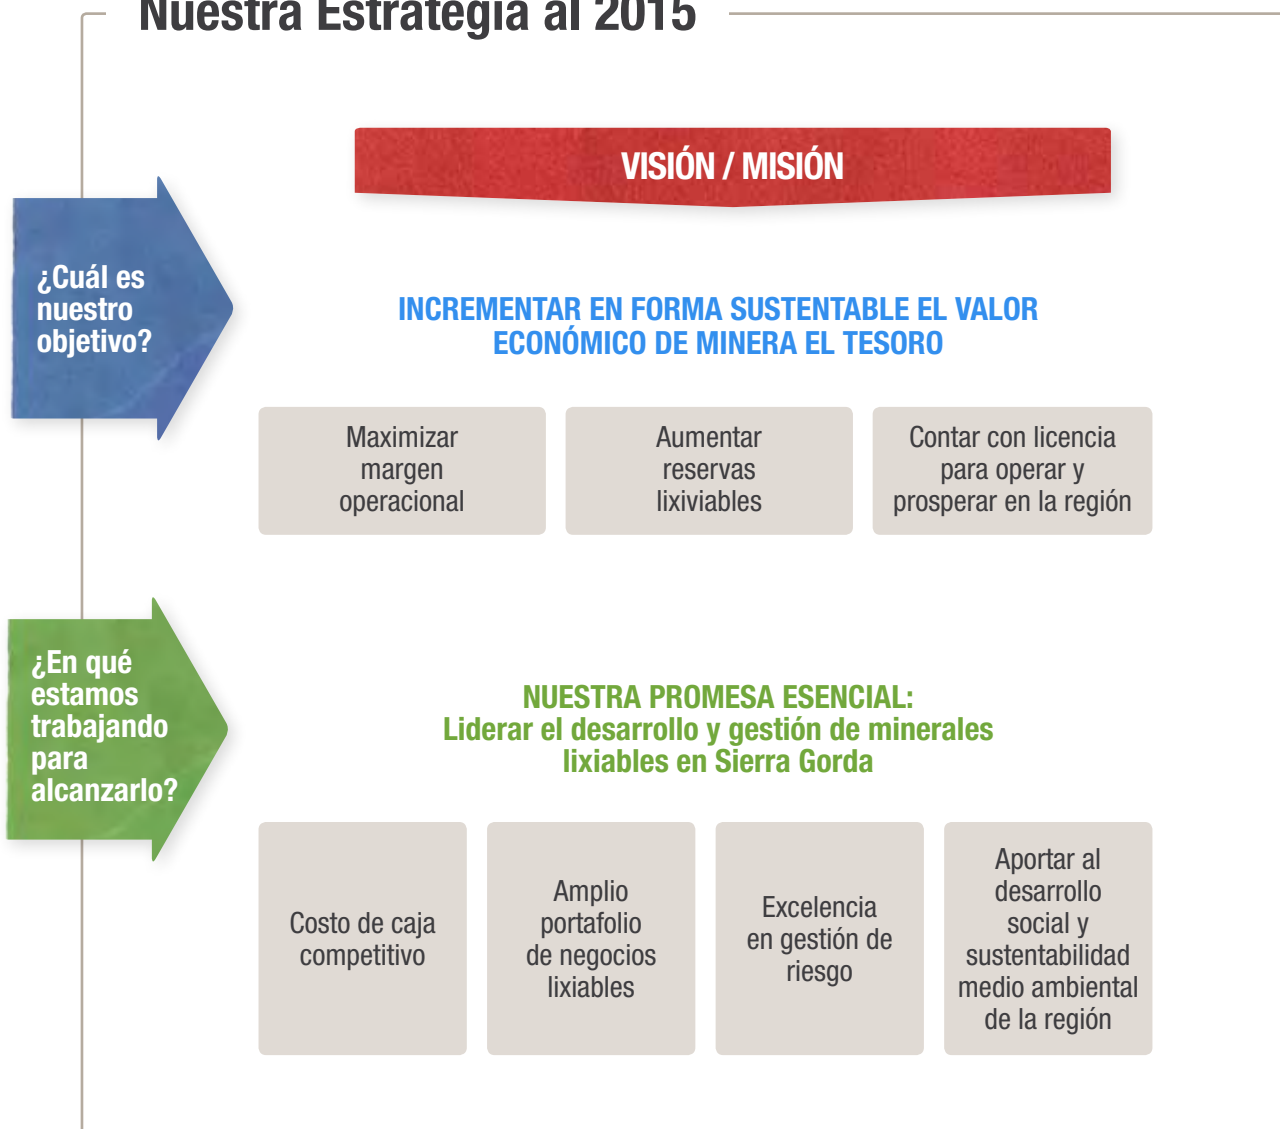 Nuestra Estrategia al 2015
VISIÓN / MISIÓN
¿Cuál es
nuestro
objetivo?
INCREMENTAR EN FORMA SUSTENTABLE EL VALOR
ECONÓMICO DE MINERA EL TESORO
Maximizar
margen
operacional
Aumentar
reservas
lixiviables
Contar con licencia
para operar y
prosperar en la región
¿En qué
estamos
trabajando
para
alcanzarlo?
NUESTRA PROMESA ESENCIAL:
Liderar el desarrollo y gestión de minerales
lixiables en Sierra Gorda
Costo de caja
competitivo
Amplio
portafolio
de negocios
lixiables
Excelencia
en gestión de
riesgo
Aportar al
desarrollo
social y
sustentabilidad
medio ambiental
de la región